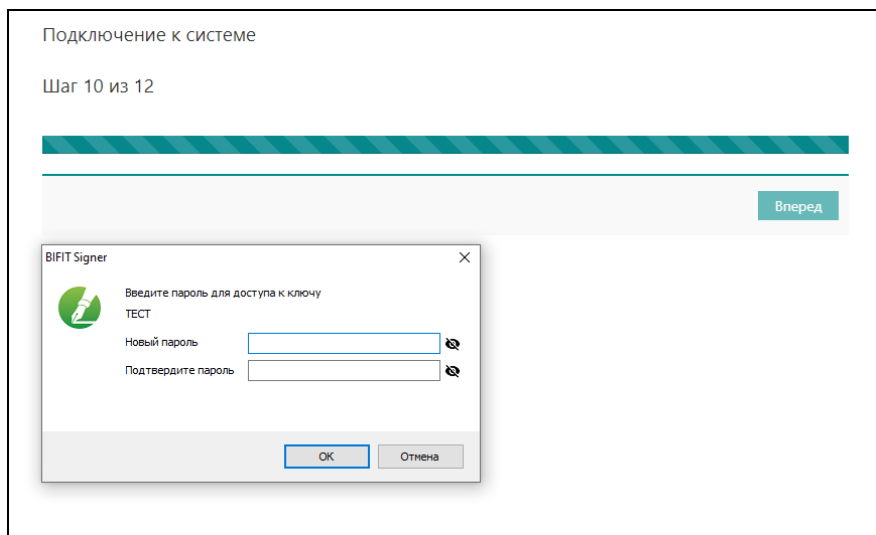 Подключение к системе
Шаг 10 из 12
Вперед
BIFIT Signer
Введите пароль для доступа к ключу
ТЕСТ
Новый пароль
Подтвердите пароль
ОК
Отмена